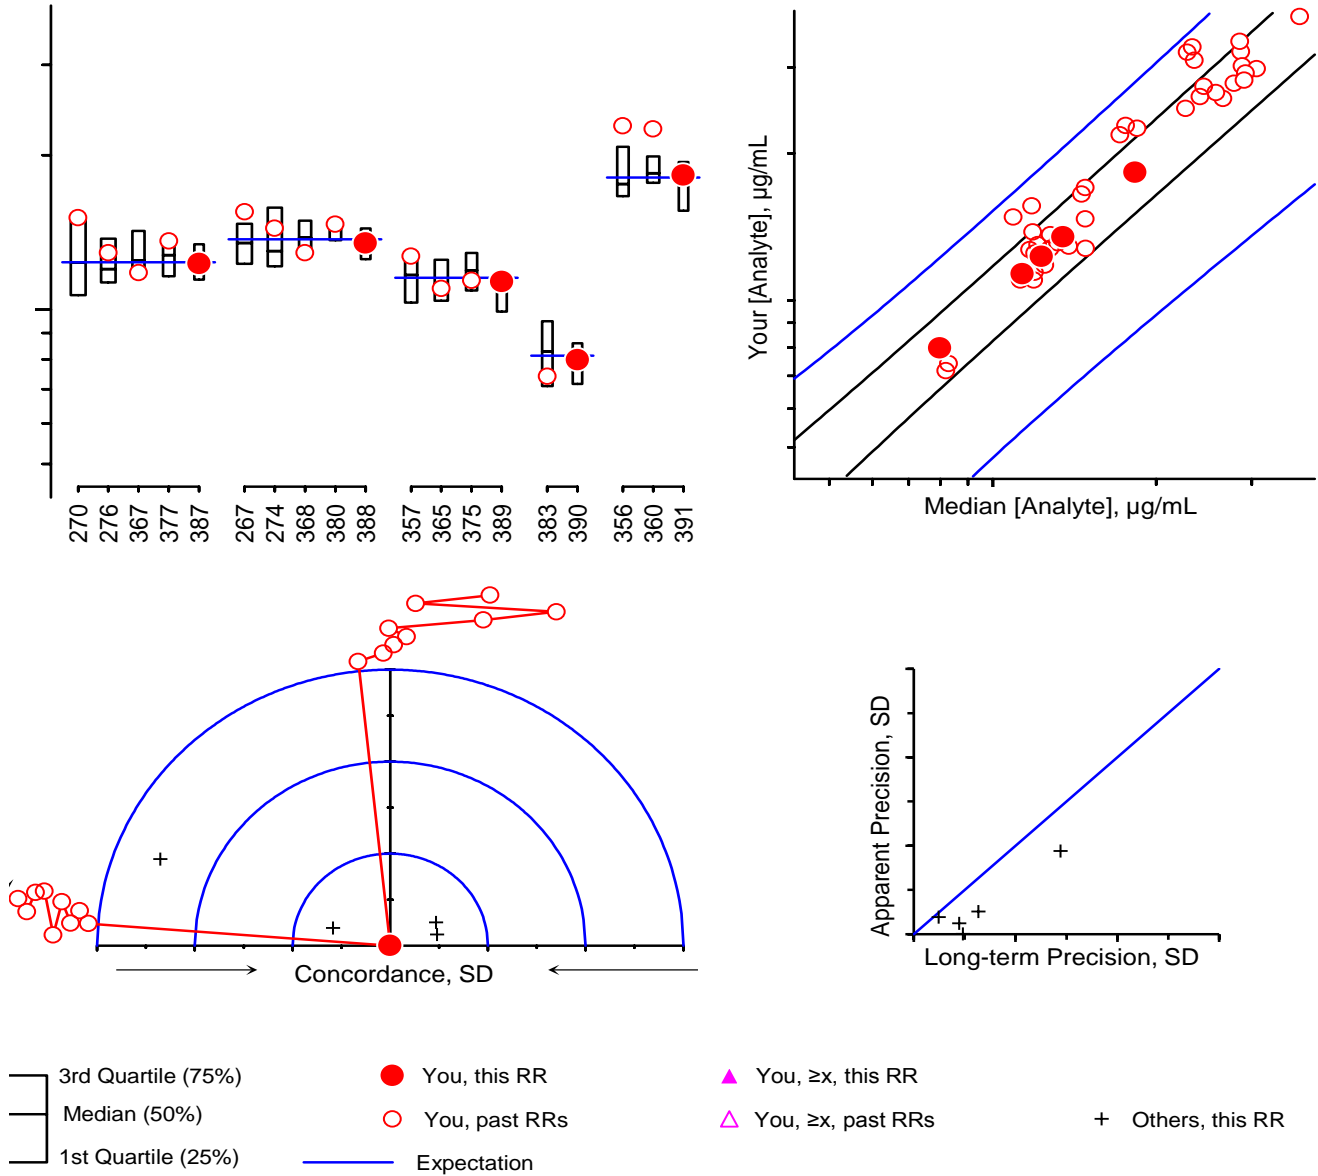 Your [Analyte], µg/mL
270 276 367 377 387 267 274 368 380 388 357 365 375 389 383 390 356 360 391
Median [Analyte], µg/mL
Apparent Precision, SD
Concordance, SD
Long-term Precision, SD
3rd Quartile (75%)
You, this RR
You, ≥x, this RR
Median (50%)
You, past RRs
You, ≥x, past RRs
Others, this RR
1st Quartile (25%)
Expectation